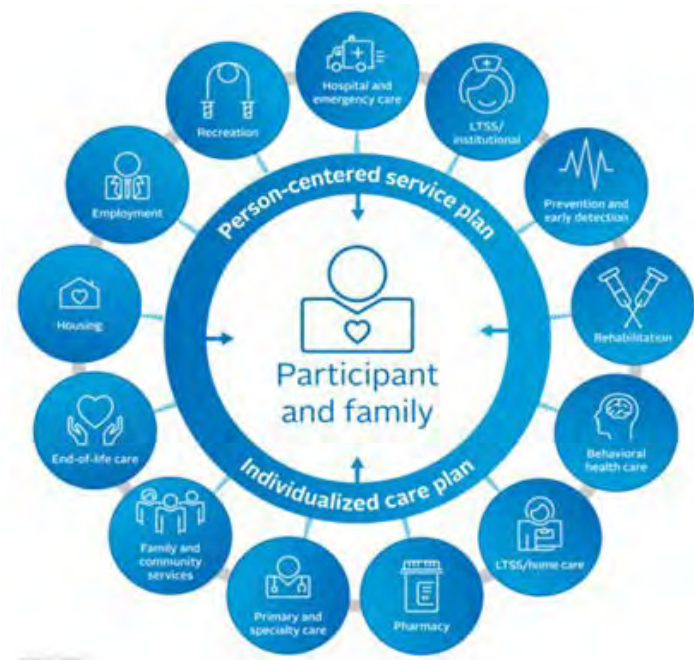 Hospital and
emergency care
LTSS/
institutional
Prevention and
early detection
Rehabilitation
Behavioral
health care
LTSS/home care
Pharmacy
Primary and
specialty care
Family and
community
services
End-of-life care
Housing
Employment
Recreation
Person-centered service plan
Participant
and family
Individualized care plan